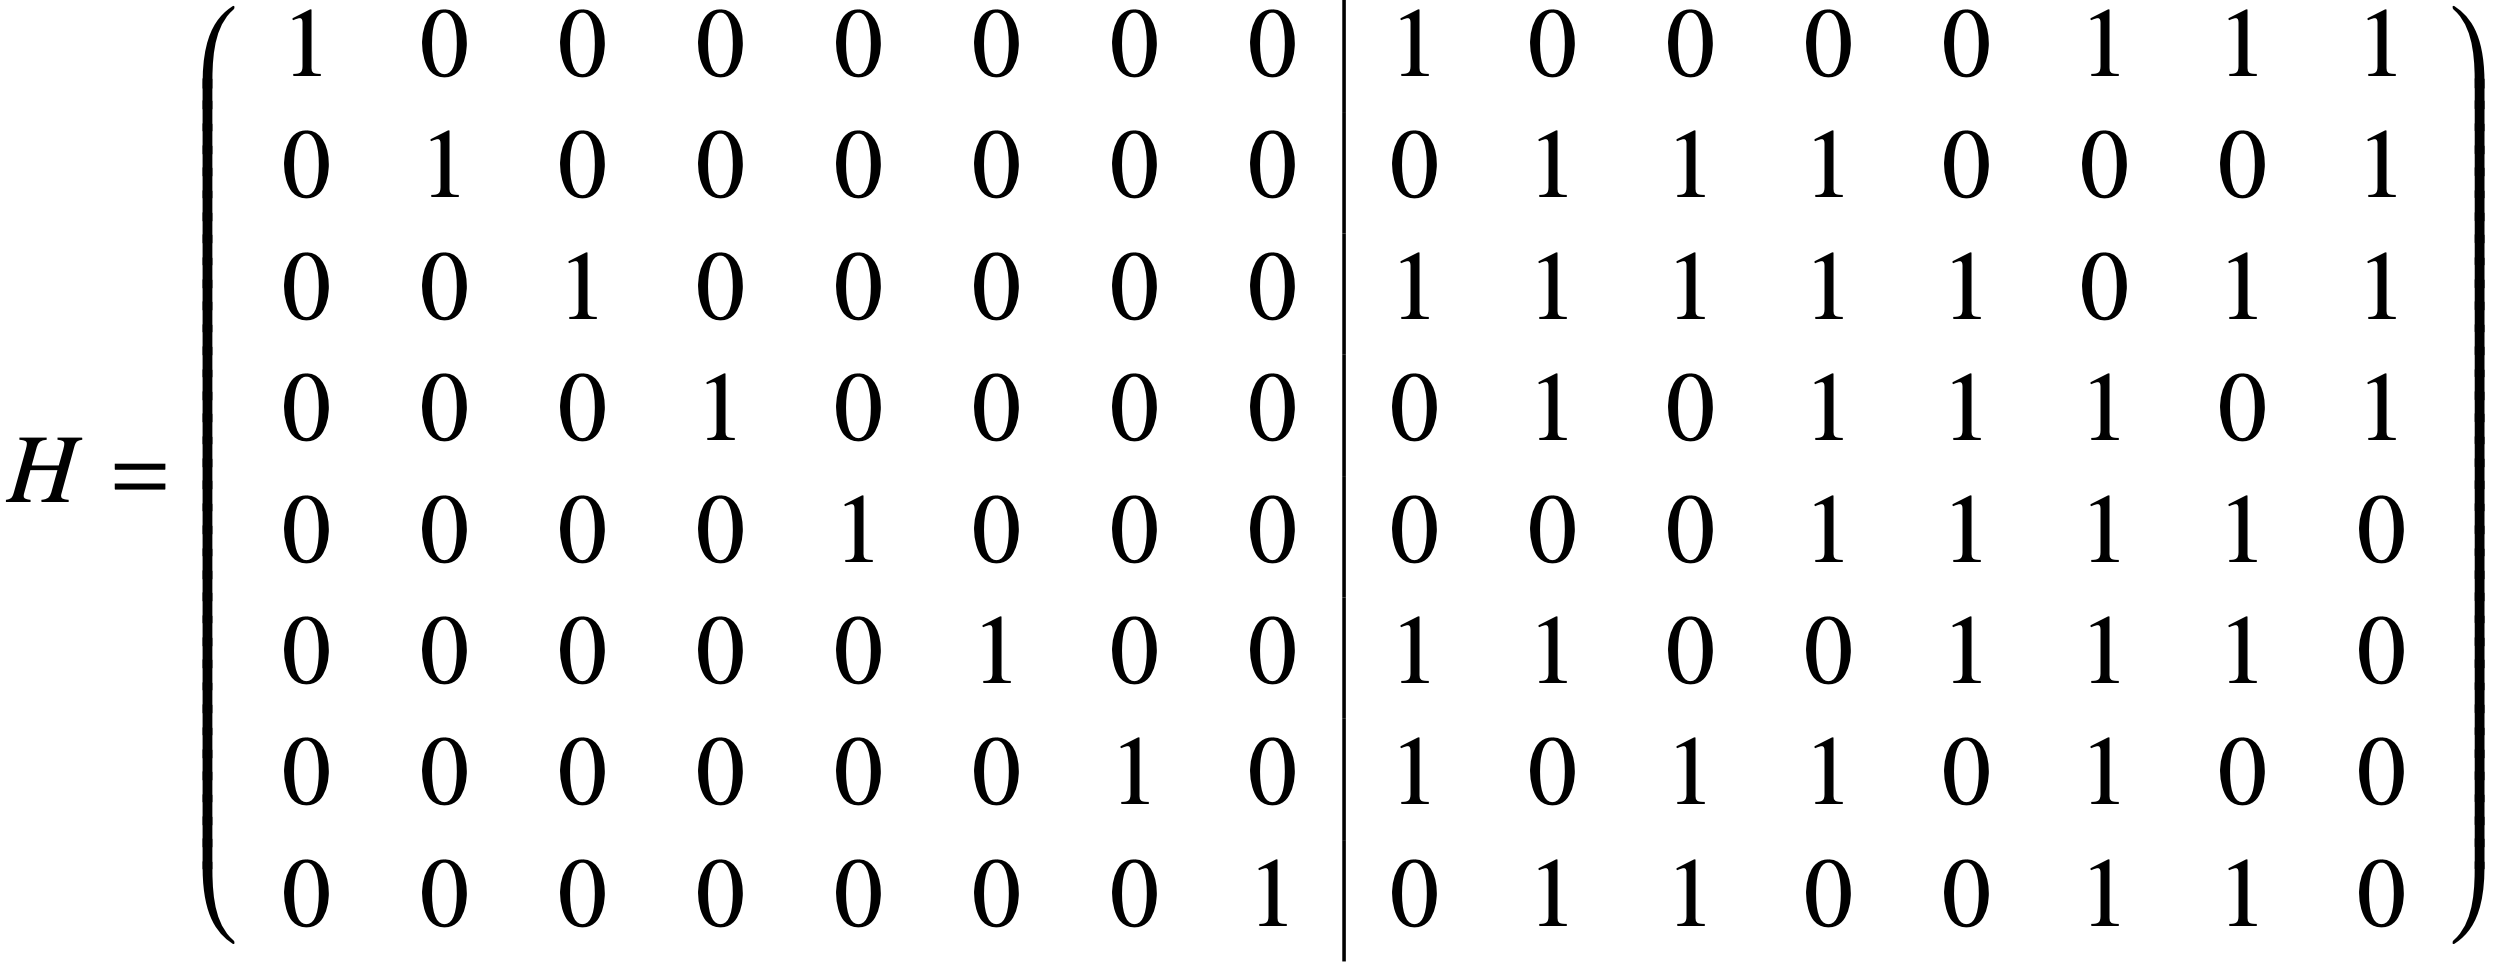 1 0 0 0 0 0 0 0 | 1 0 0 0 0 1 1 1
0 1 0 0 0 0 0 0 | 0 1 1 1 0 0 0 1
0 0 1 0 0 0 0 0 | 1 1 1 1 1 0 1 1
0 0 0 1 0 0 0 0 | 0 1 0 1 1 1 0 1
H =
0 0 0 0 1 0 0 0 | 0 0 0 1 1 1 1 0
0 0 0 0 0 1 0 0 | 1 1 0 0 1 1 1 0
0 0 0 0 0 0 1 0 | 1 0 1 1 0 1 0 0
0 0 0 0 0 0 0 1 | 0 1 1 0 0 1 1 0